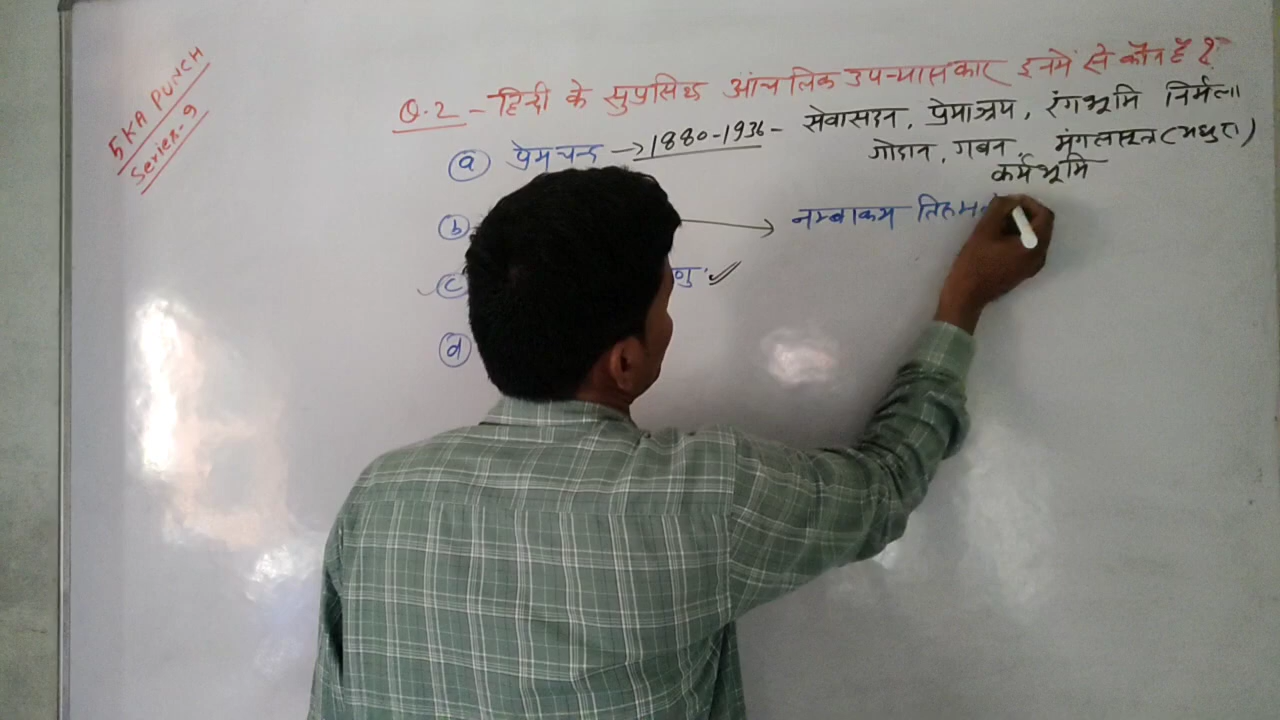 5KA PUNCH
Series-9
Q.2 - हिन्दी के सुप्रसिद्ध आंचलिक उपन्यासकार इनमें से कौन है ?
(a) प्रेमचन्द → 1880-1936 - सेवासदन, प्रेमाश्रय, रंगभूमि निर्मला
गोदान, गबन, मंगलसूत्र (अधुरा)
कर्मभूमि
(b) → नम्बाकम
(c) णु ✓
(d)